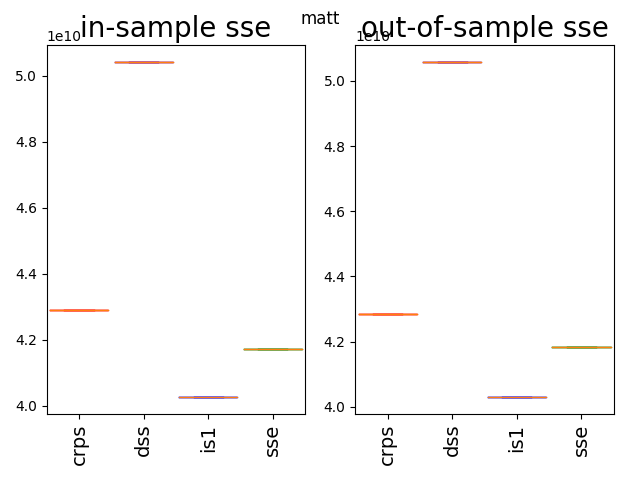 matt
in-sample sse
1e10
5.0
4.8
4.6
4.4
4.2
4.0
crps
dss
is1
sse
out-of-sample sse
1e10
5.0
4.8
4.6
4.4
4.2
4.0
crps
dss
is1
sse